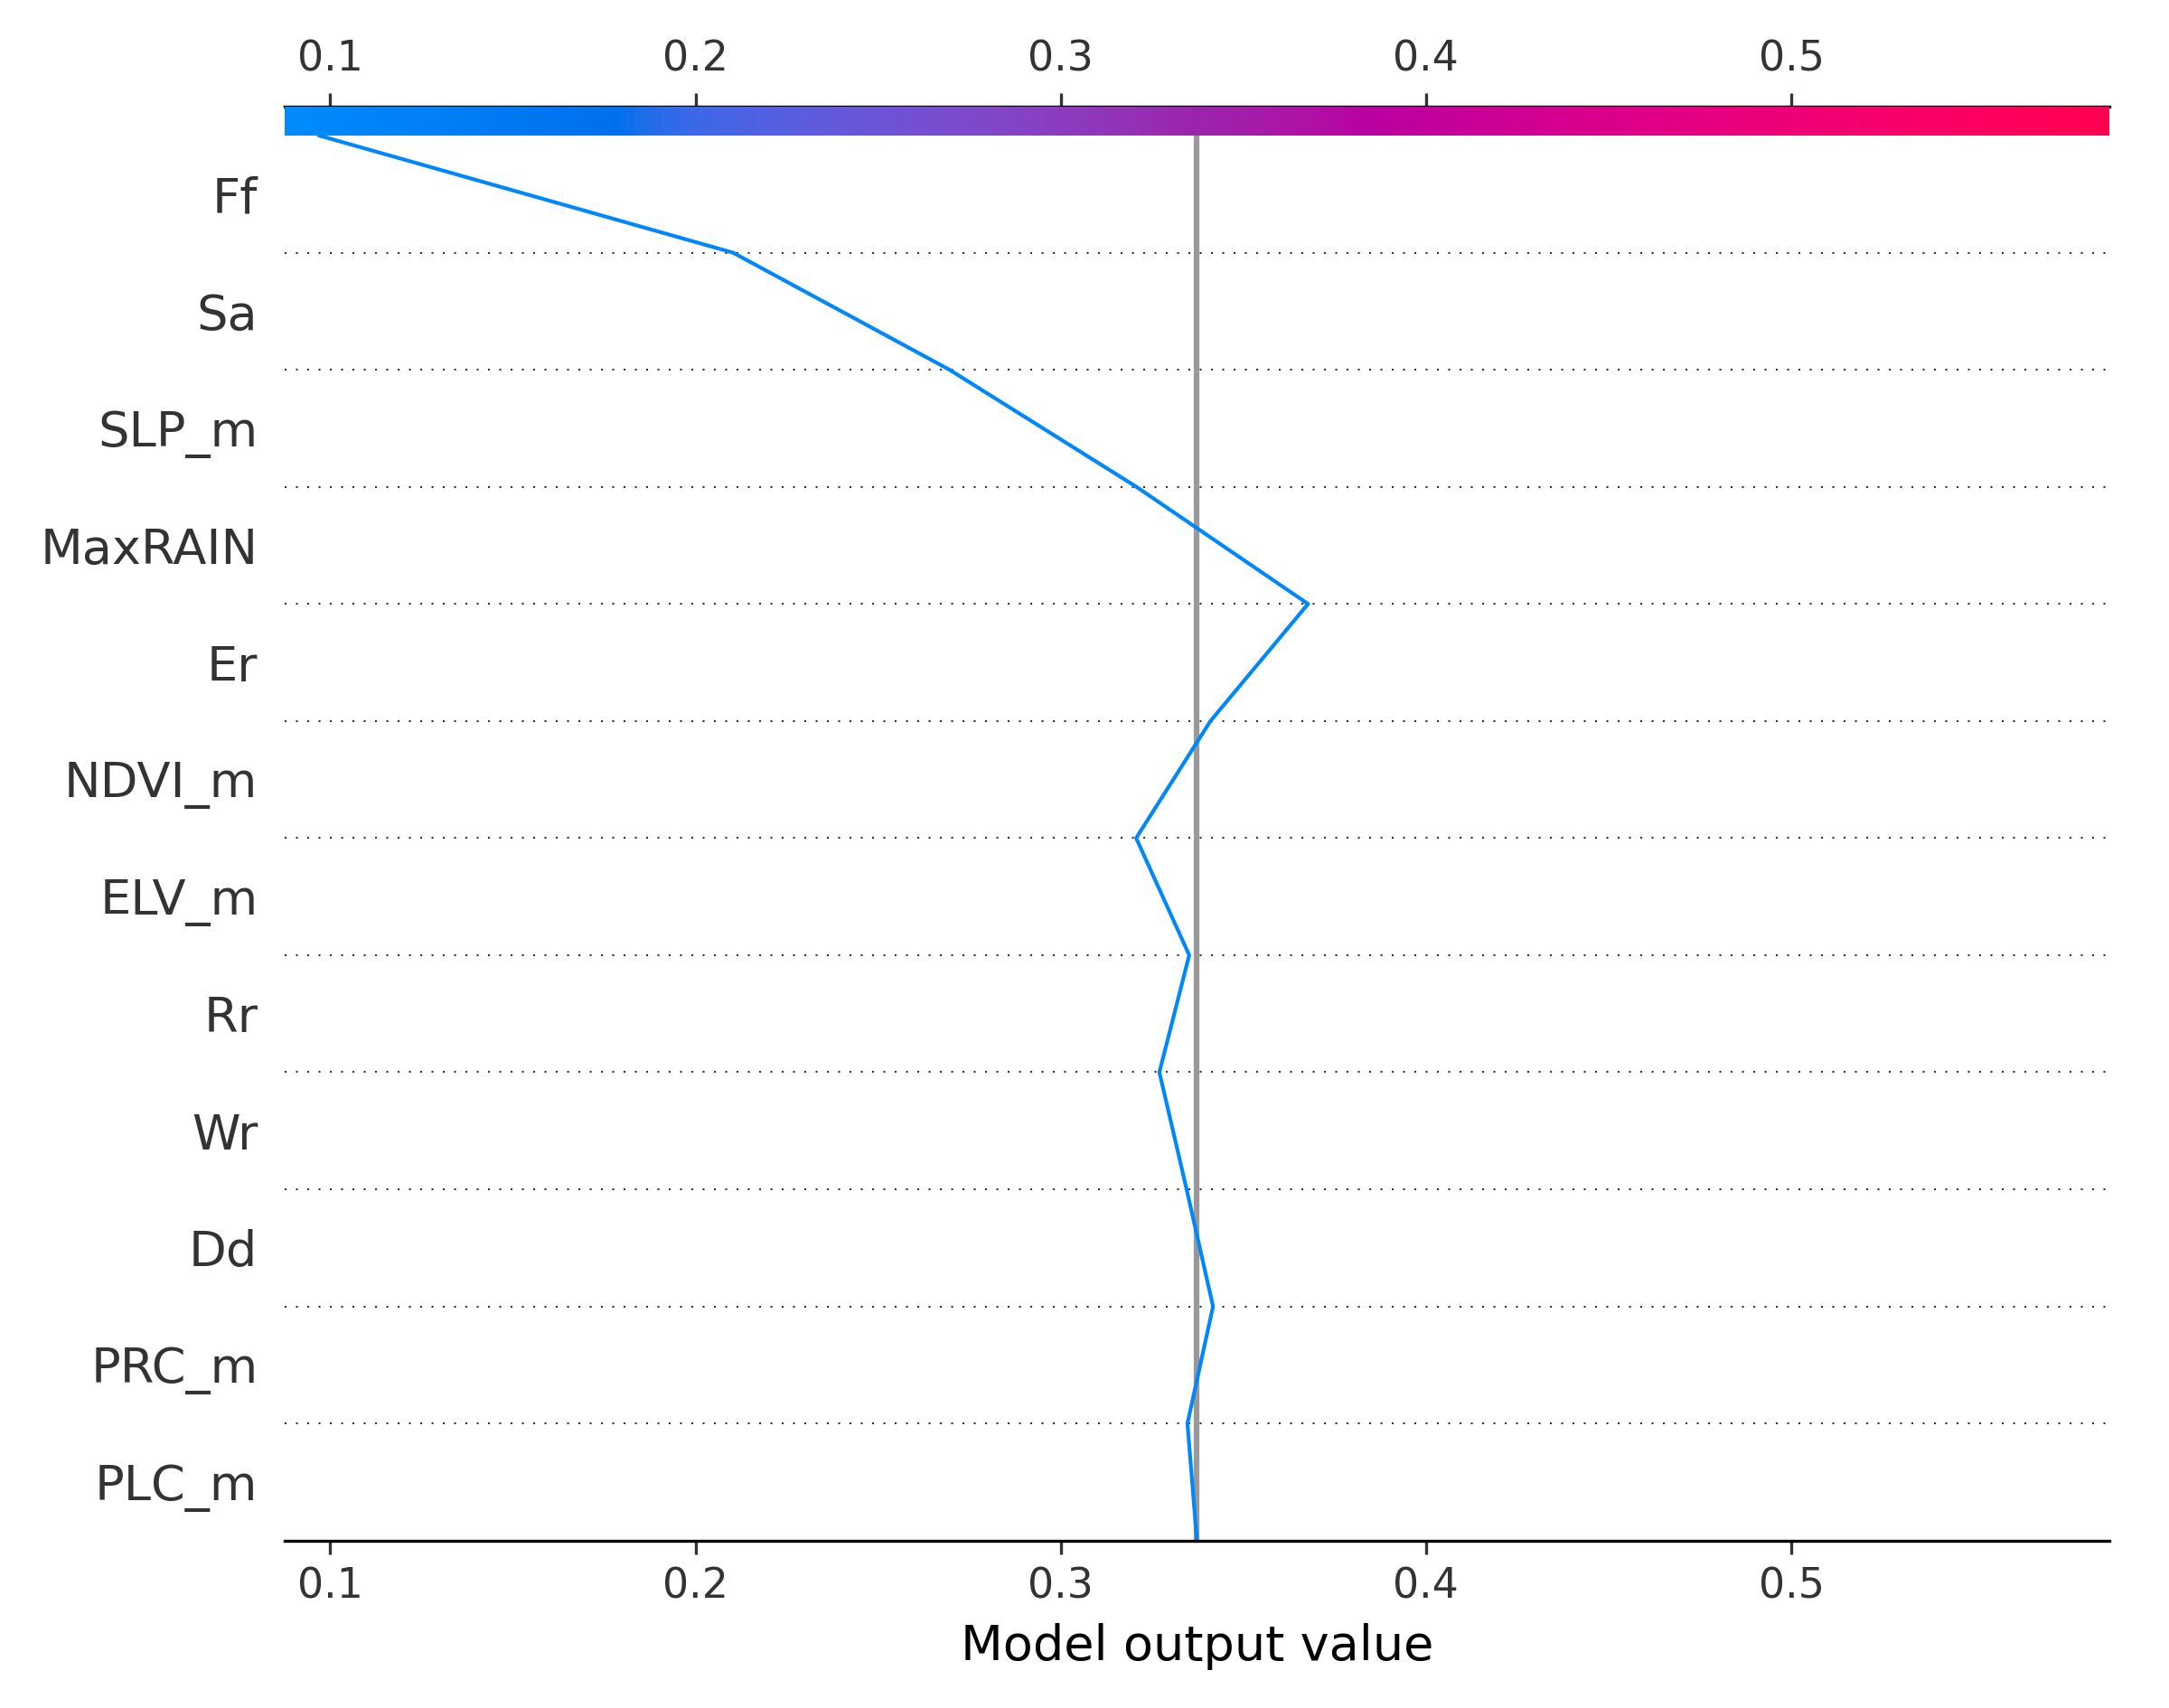 0.1 0.2 0.3 0.4 0.5
Ff
Sa
SLP_m
MaxRAIN
Er
NDVI_m
ELV_m
Rr
Wr
Dd
PRC_m
PLC_m
0.1 0.2 0.3 0.4 0.5
Model output value